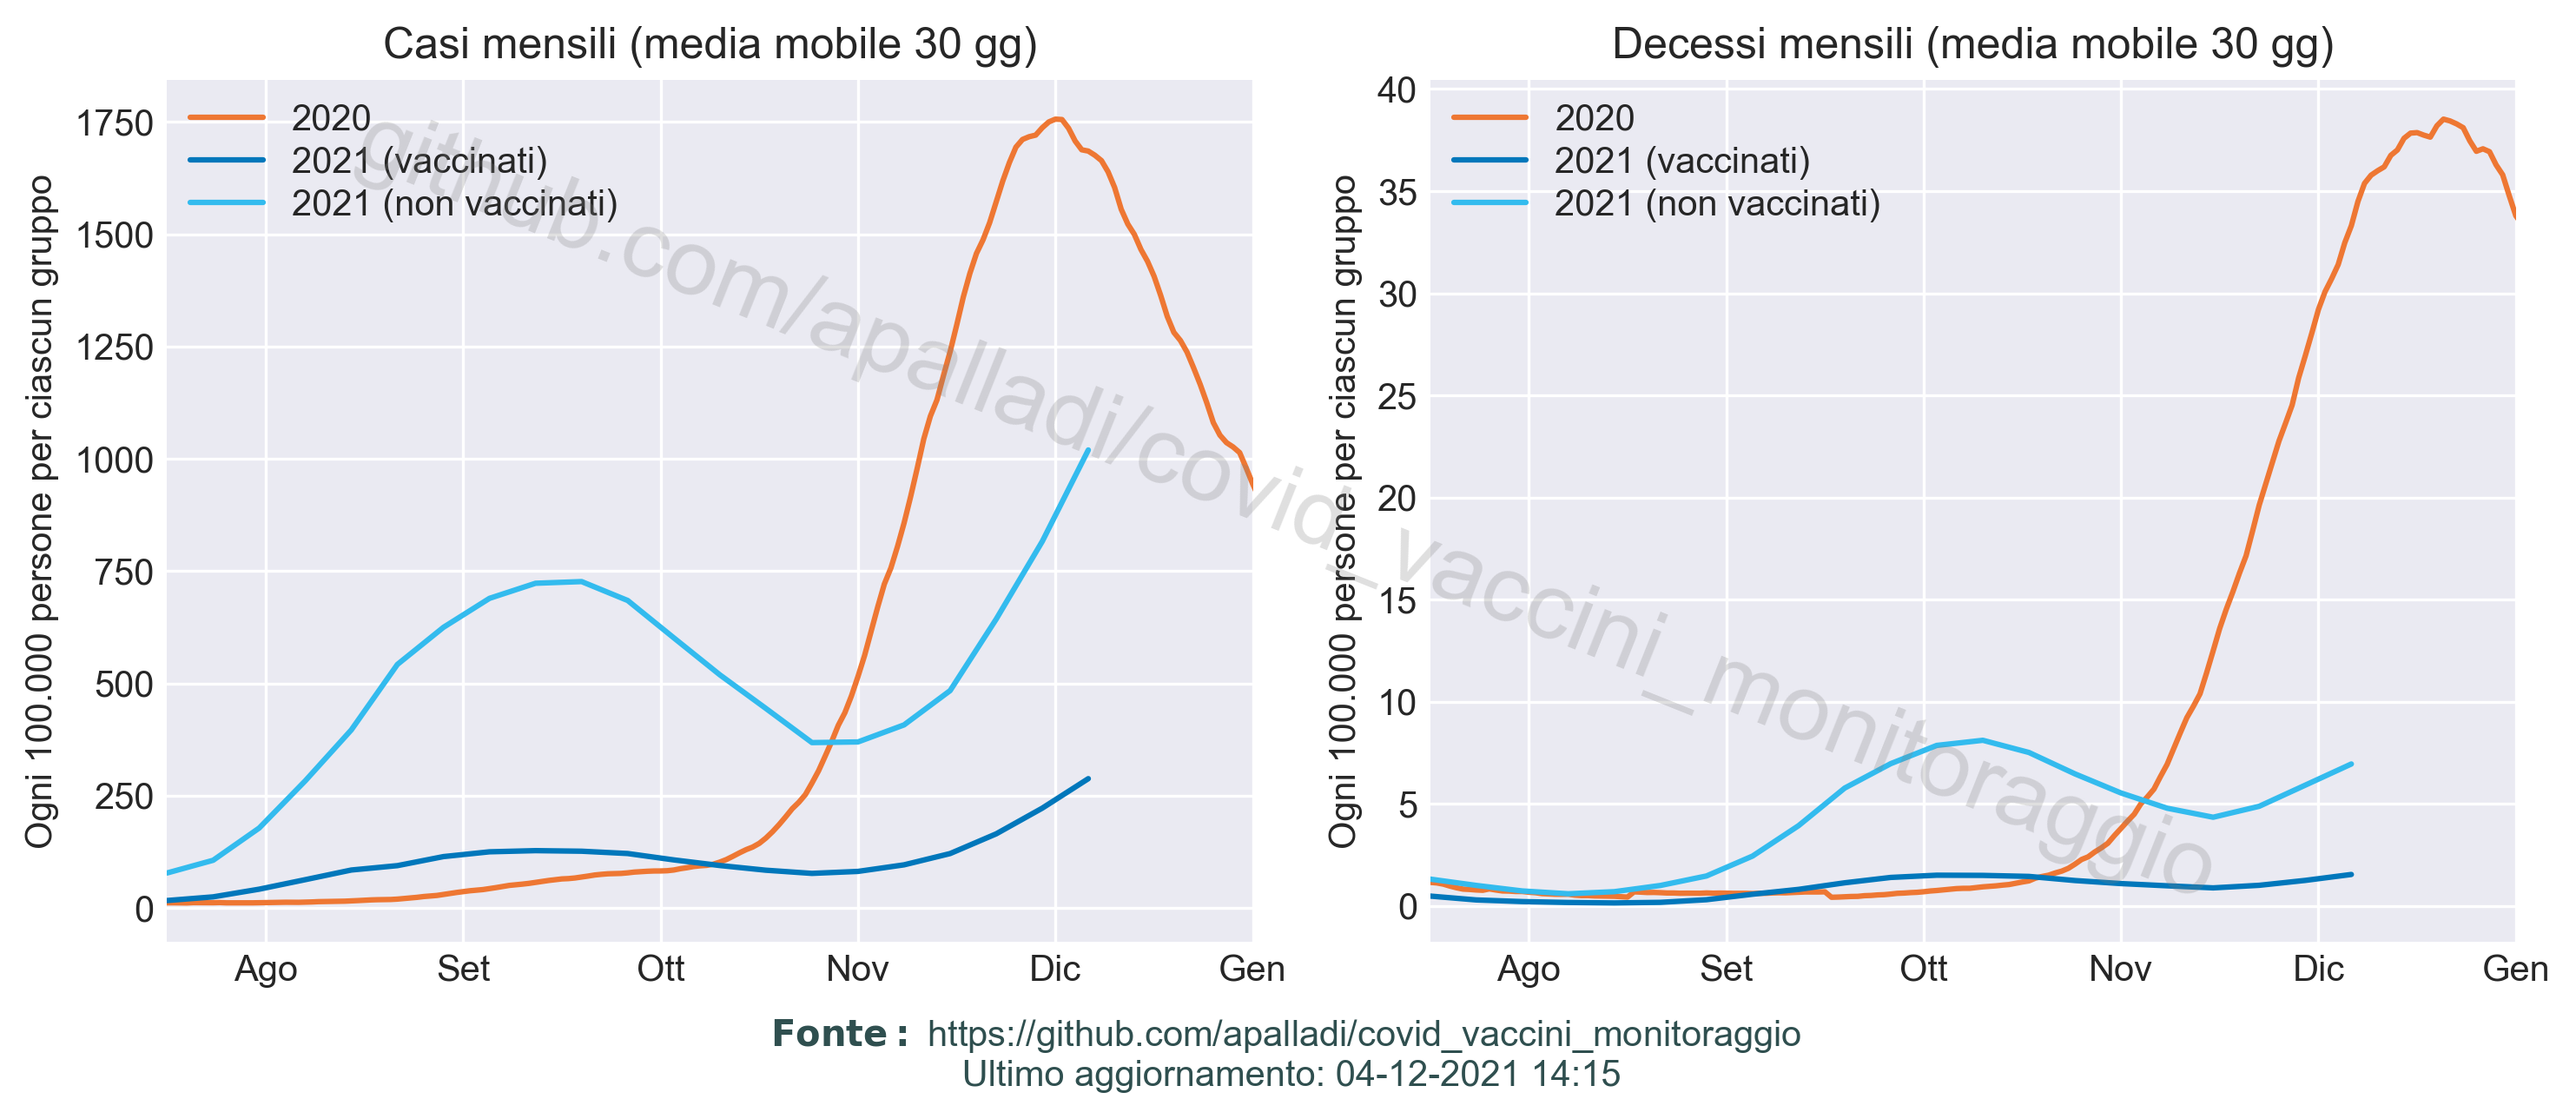 Casi mensili (media mobile 30 gg)
Ogni 100.000 persone per ciascun gruppo
1750
1500
1250
1000
750
500
250
0
2020
2021 (vaccinati)
2021 (non vaccinati)
Ago Set Ott Nov Dic Gen
Decessi mensili (media mobile 30 gg)
Ogni 100.000 persone per ciascun gruppo
40
35
30
25
20
15
10
5
0
2020
2021 (vaccinati)
2021 (non vaccinati)
Ago Set Ott Nov Dic Gen
github.com/apalladi/covid_vaccini_monitoraggio
Fonte: https://github.com/apalladi/covid_vaccini_monitoraggio
Ultimo aggiornamento: 04-12-2021 14:15